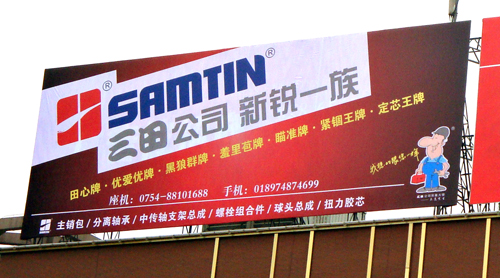 SAMTIN®
三田公司 新锐一族
田心牌·优爱优牌·黑狼群牌·羞里苞牌·瞄准牌·紧锢王牌·定芯王牌
座机：0754-88101688 手机：018974874699
主销包/分离轴承/中传轴支架总成/螺栓组合件/球头总成/扭力胶芯